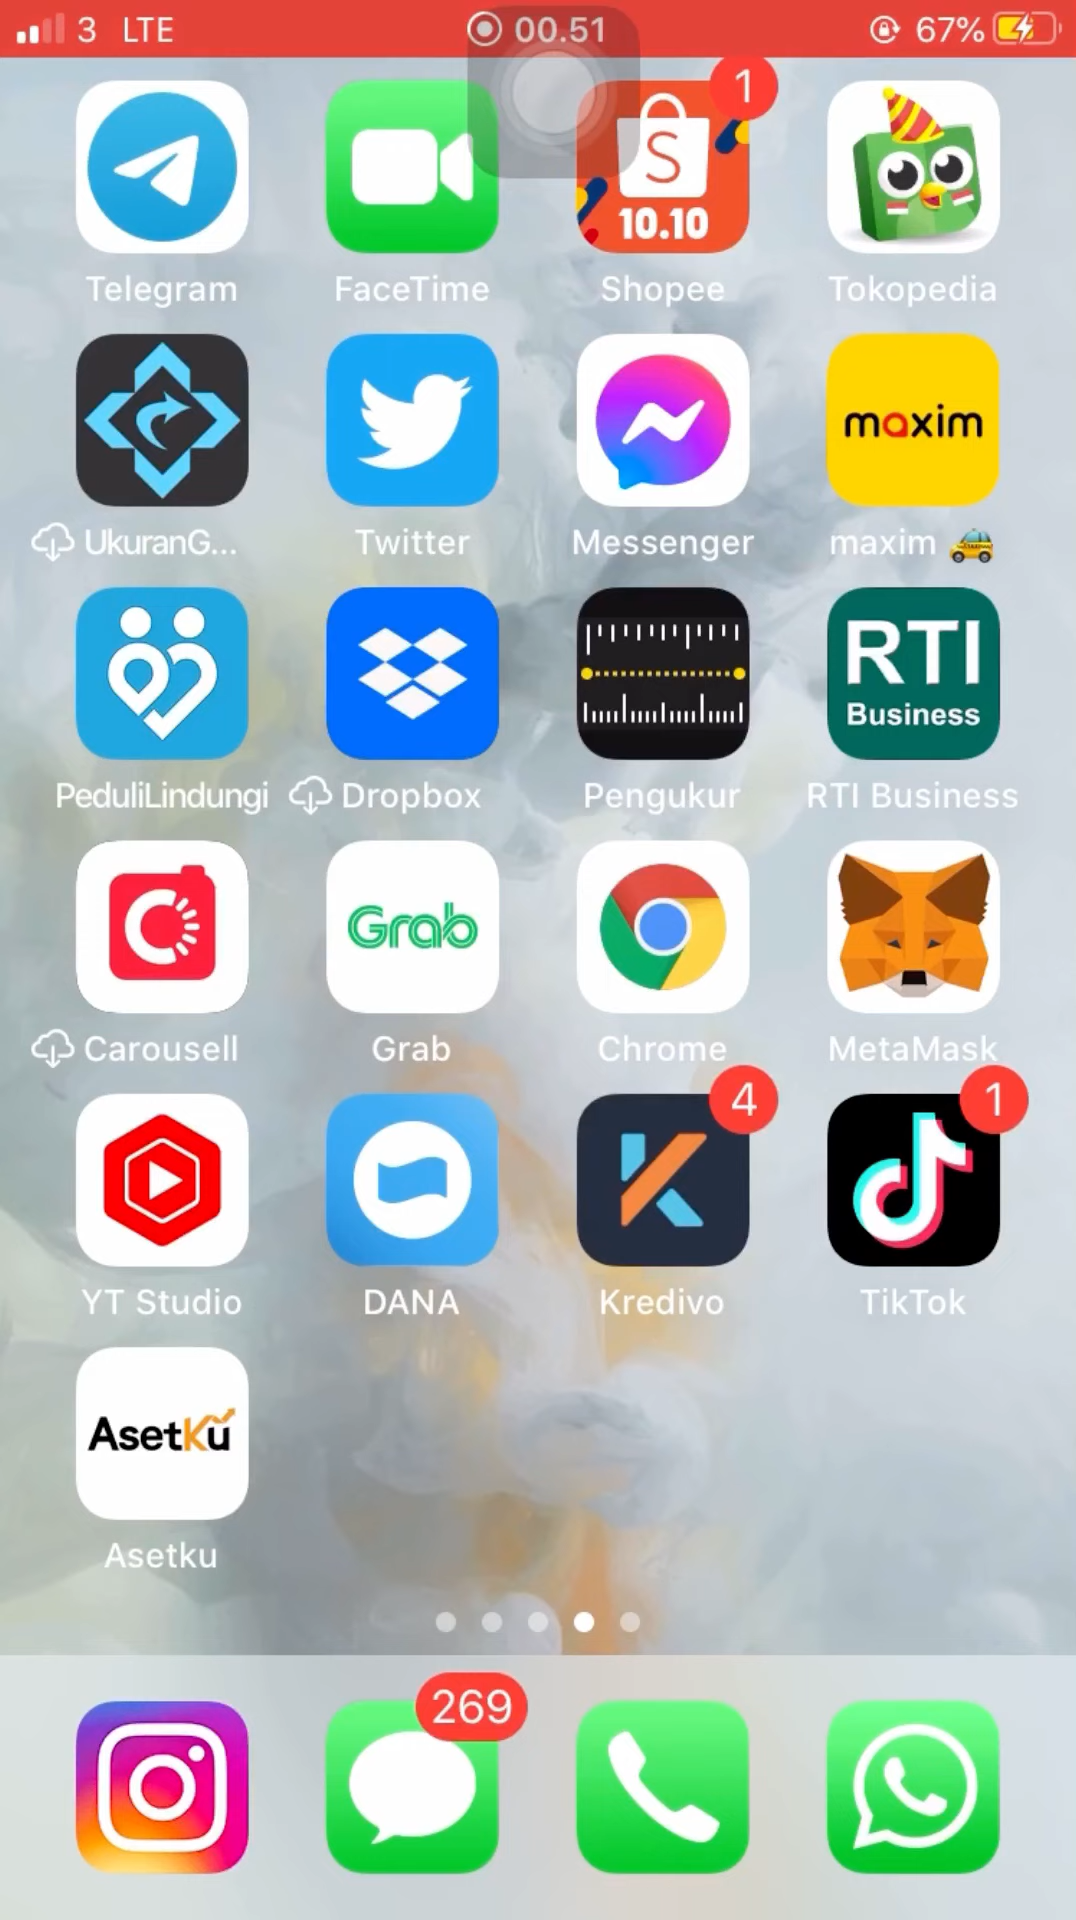 3 LTE 00.51 67%
1
S
10.10
Telegram FaceTime Shopee Tokopedia
maxim
UkuranG... Twitter Messenger maxim 🚕
RTI
Business
PeduliLindungi Dropbox Pengukur RTI Business
Grab
Carousell Grab Chrome MetaMask
4 1
YT Studio DANA Kredivo TikTok
AsetKu
Asetku
269